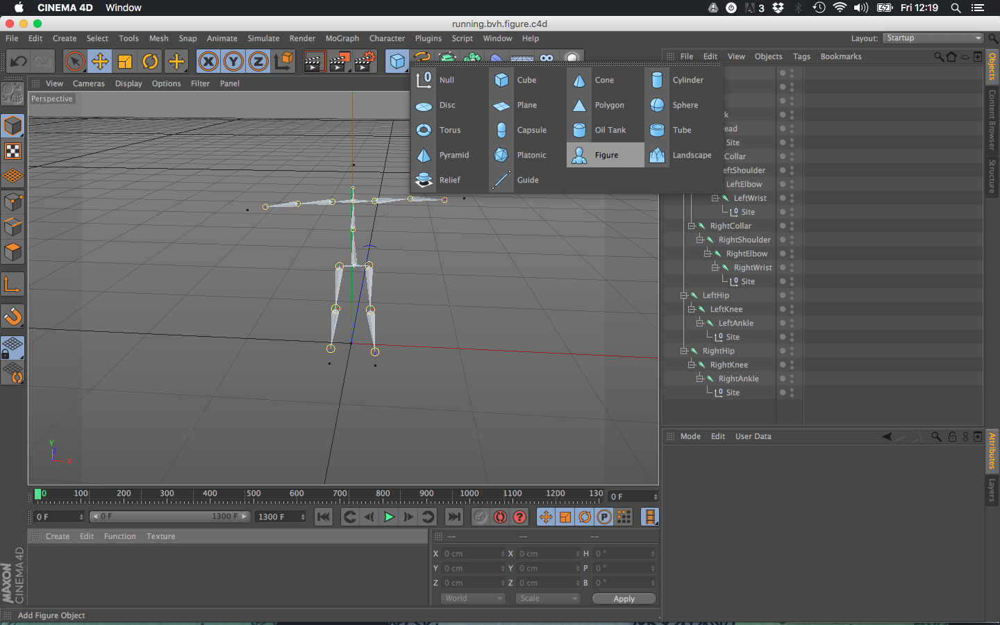 CINEMA 4D Window 3 Fri 12:19
running.bvh.figure.c4d
File Edit Create Select Tools Mesh Snap Animate Simulate Render MoGraph Character Plugins Script Window Help Layout: Startup
X Y Z
File Edit View Objects Tags Bookmarks
View Cameras Display Options Filter Panel
Perspective
0 Null Cube Cone Cylinder
Disc Plane Polygon Sphere
Torus Capsule Oil Tank Tube
Pyramid Platonic Figure Landscape
Relief Guide
Objects
Content Browser
Structure
k
ead
Site
Collar
LeftShoulder
LeftElbow
LeftWrist
0 Site
RightCollar
RightShoulder
RightElbow
RightWrist
0 Site
LeftHip
LeftKnee
LeftAnkle
0 Site
RightHip
RightKnee
RightAnkle
0 Site
Mode Edit User Data
Attributes
Layers
Y
Z
X
0 100 200 300 400 500 600 700 800 900 1000 1100 1200 130 0 F
0 F 0 F 1300 F 1300 F
P
Create Edit Function Texture
-- -- --
X 0 cm X 0 cm H 0 °
Y 0 cm Y 0 cm P 0 °
Z 0 cm Z 0 cm B 0 °
World Scale Apply
MAXON
CINEMA 4D
Add Figure Object